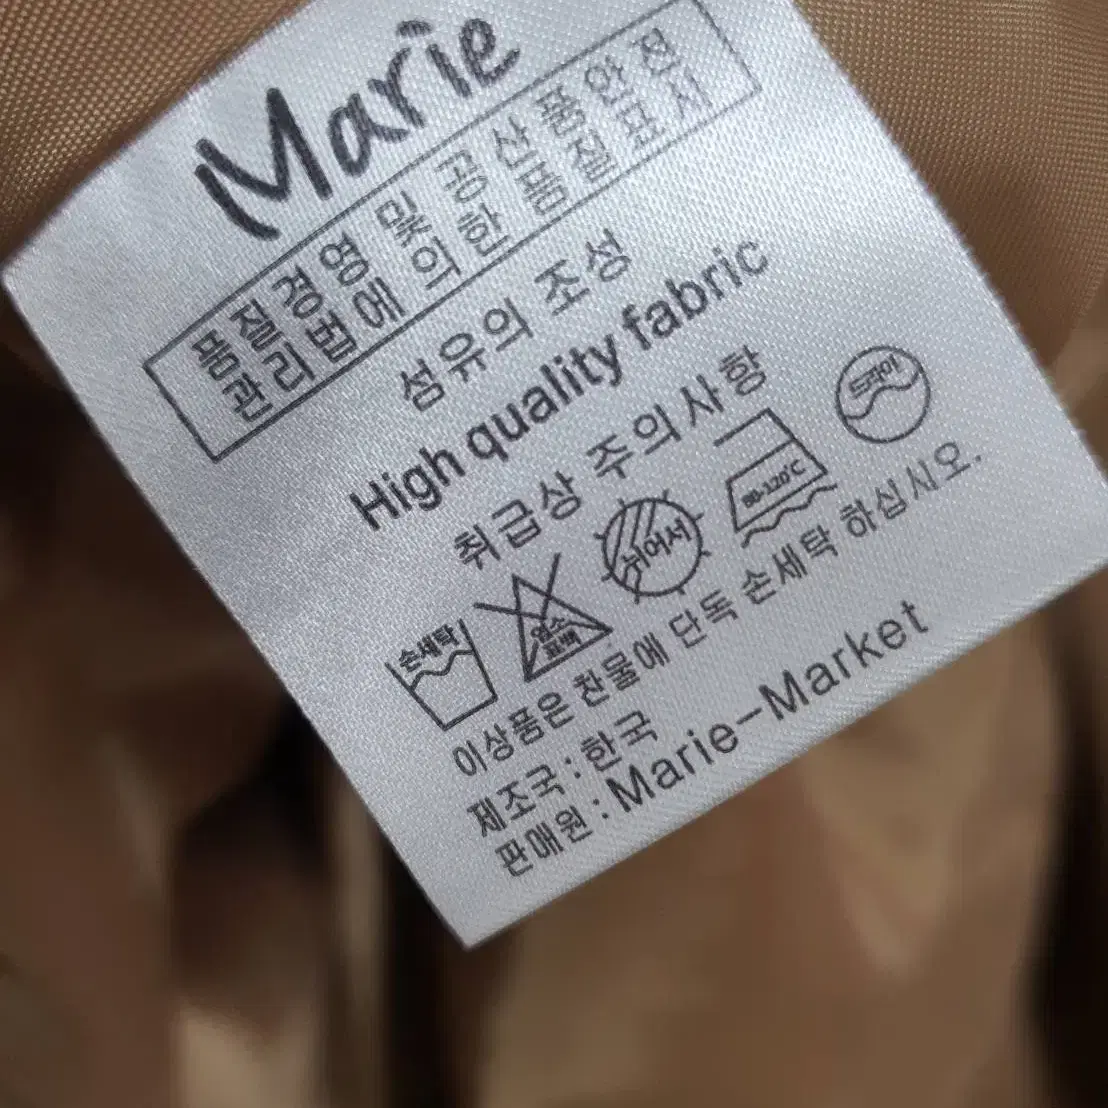 Marie
품질경영 및 공산품안전
관리법에 의한 품질표시
섬유의 조성
High quality fabric
취급상 주의사항
손세탁
염소
표백
뉘어서
80-120℃
드라이
이상품은 찬물에 단독 손세탁 하십시오.
제조국 : 한국
판매원 : Marie-Market